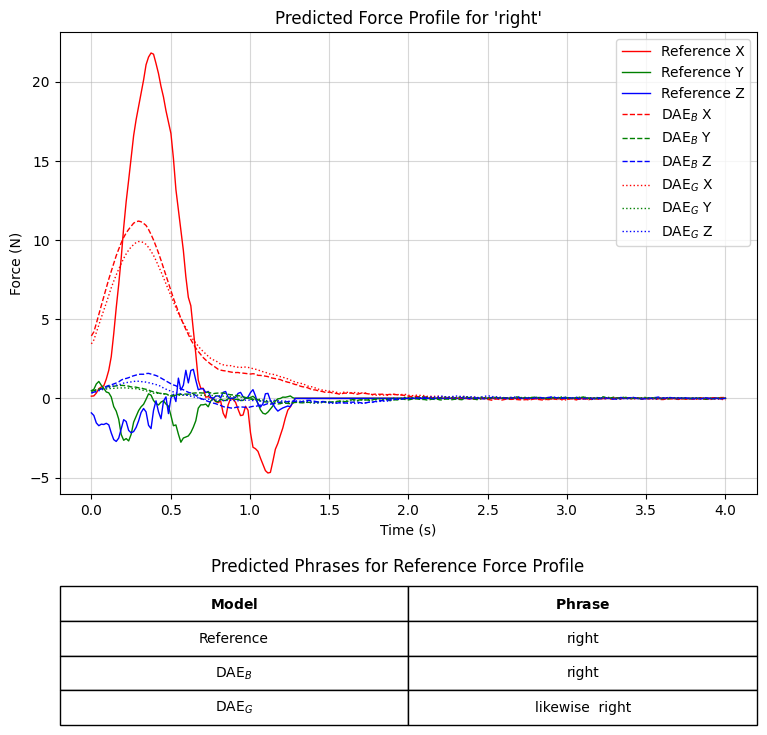 Predicted Force Profile for 'right'
Force (N)
20
15
10
5
0
−5
Reference X
Reference Y
Reference Z
DAE_B X
DAE_B Y
DAE_B Z
DAE_G X
DAE_G Y
DAE_G Z
0.0 0.5 1.0 1.5 2.0 2.5 3.0 3.5 4.0
Time (s)
Predicted Phrases for Reference Force Profile
Model Phrase
Reference right
DAE_B right
DAE_G likewise right